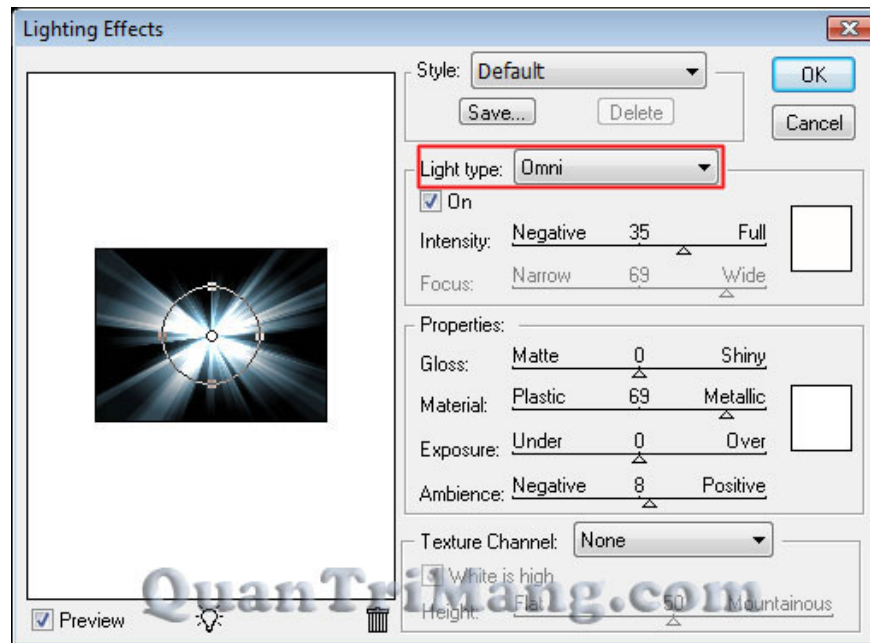 Lighting Effects
Style: Default
OK
Save... Delete
Cancel
Light type: Omni
On
Intensity: Negative 35 Full
Focus: Narrow 69 Wide
Properties:
Gloss: Matte 0 Shiny
Material: Plastic 69 Metallic
Exposure: Under 0 Over
Ambience: Negative 8 Positive
Texture Channel: None
White is high
Height: Flat 50 Mountainous
Preview
QuanTriMang.com